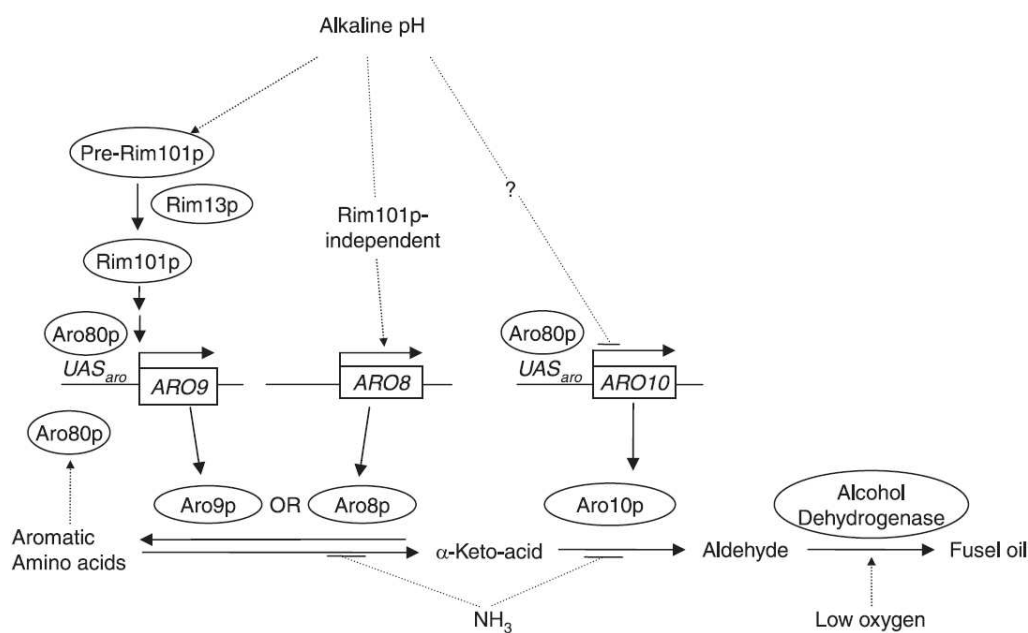 Alkaline pH
Pre-Rim101p
?
Rim13p
Rim101p-
independent
Rim101p
Aro80p
Aro80p
UASaro
UASaro
ARO9
ARO8
ARO10
Aro80p
Aro9p OR Aro8p
Aro10p
Alcohol
Dehydrogenase
Aromatic
Amino acids
α-Keto-acid
Aldehyde
Fusel oil
NH3
Low oxygen